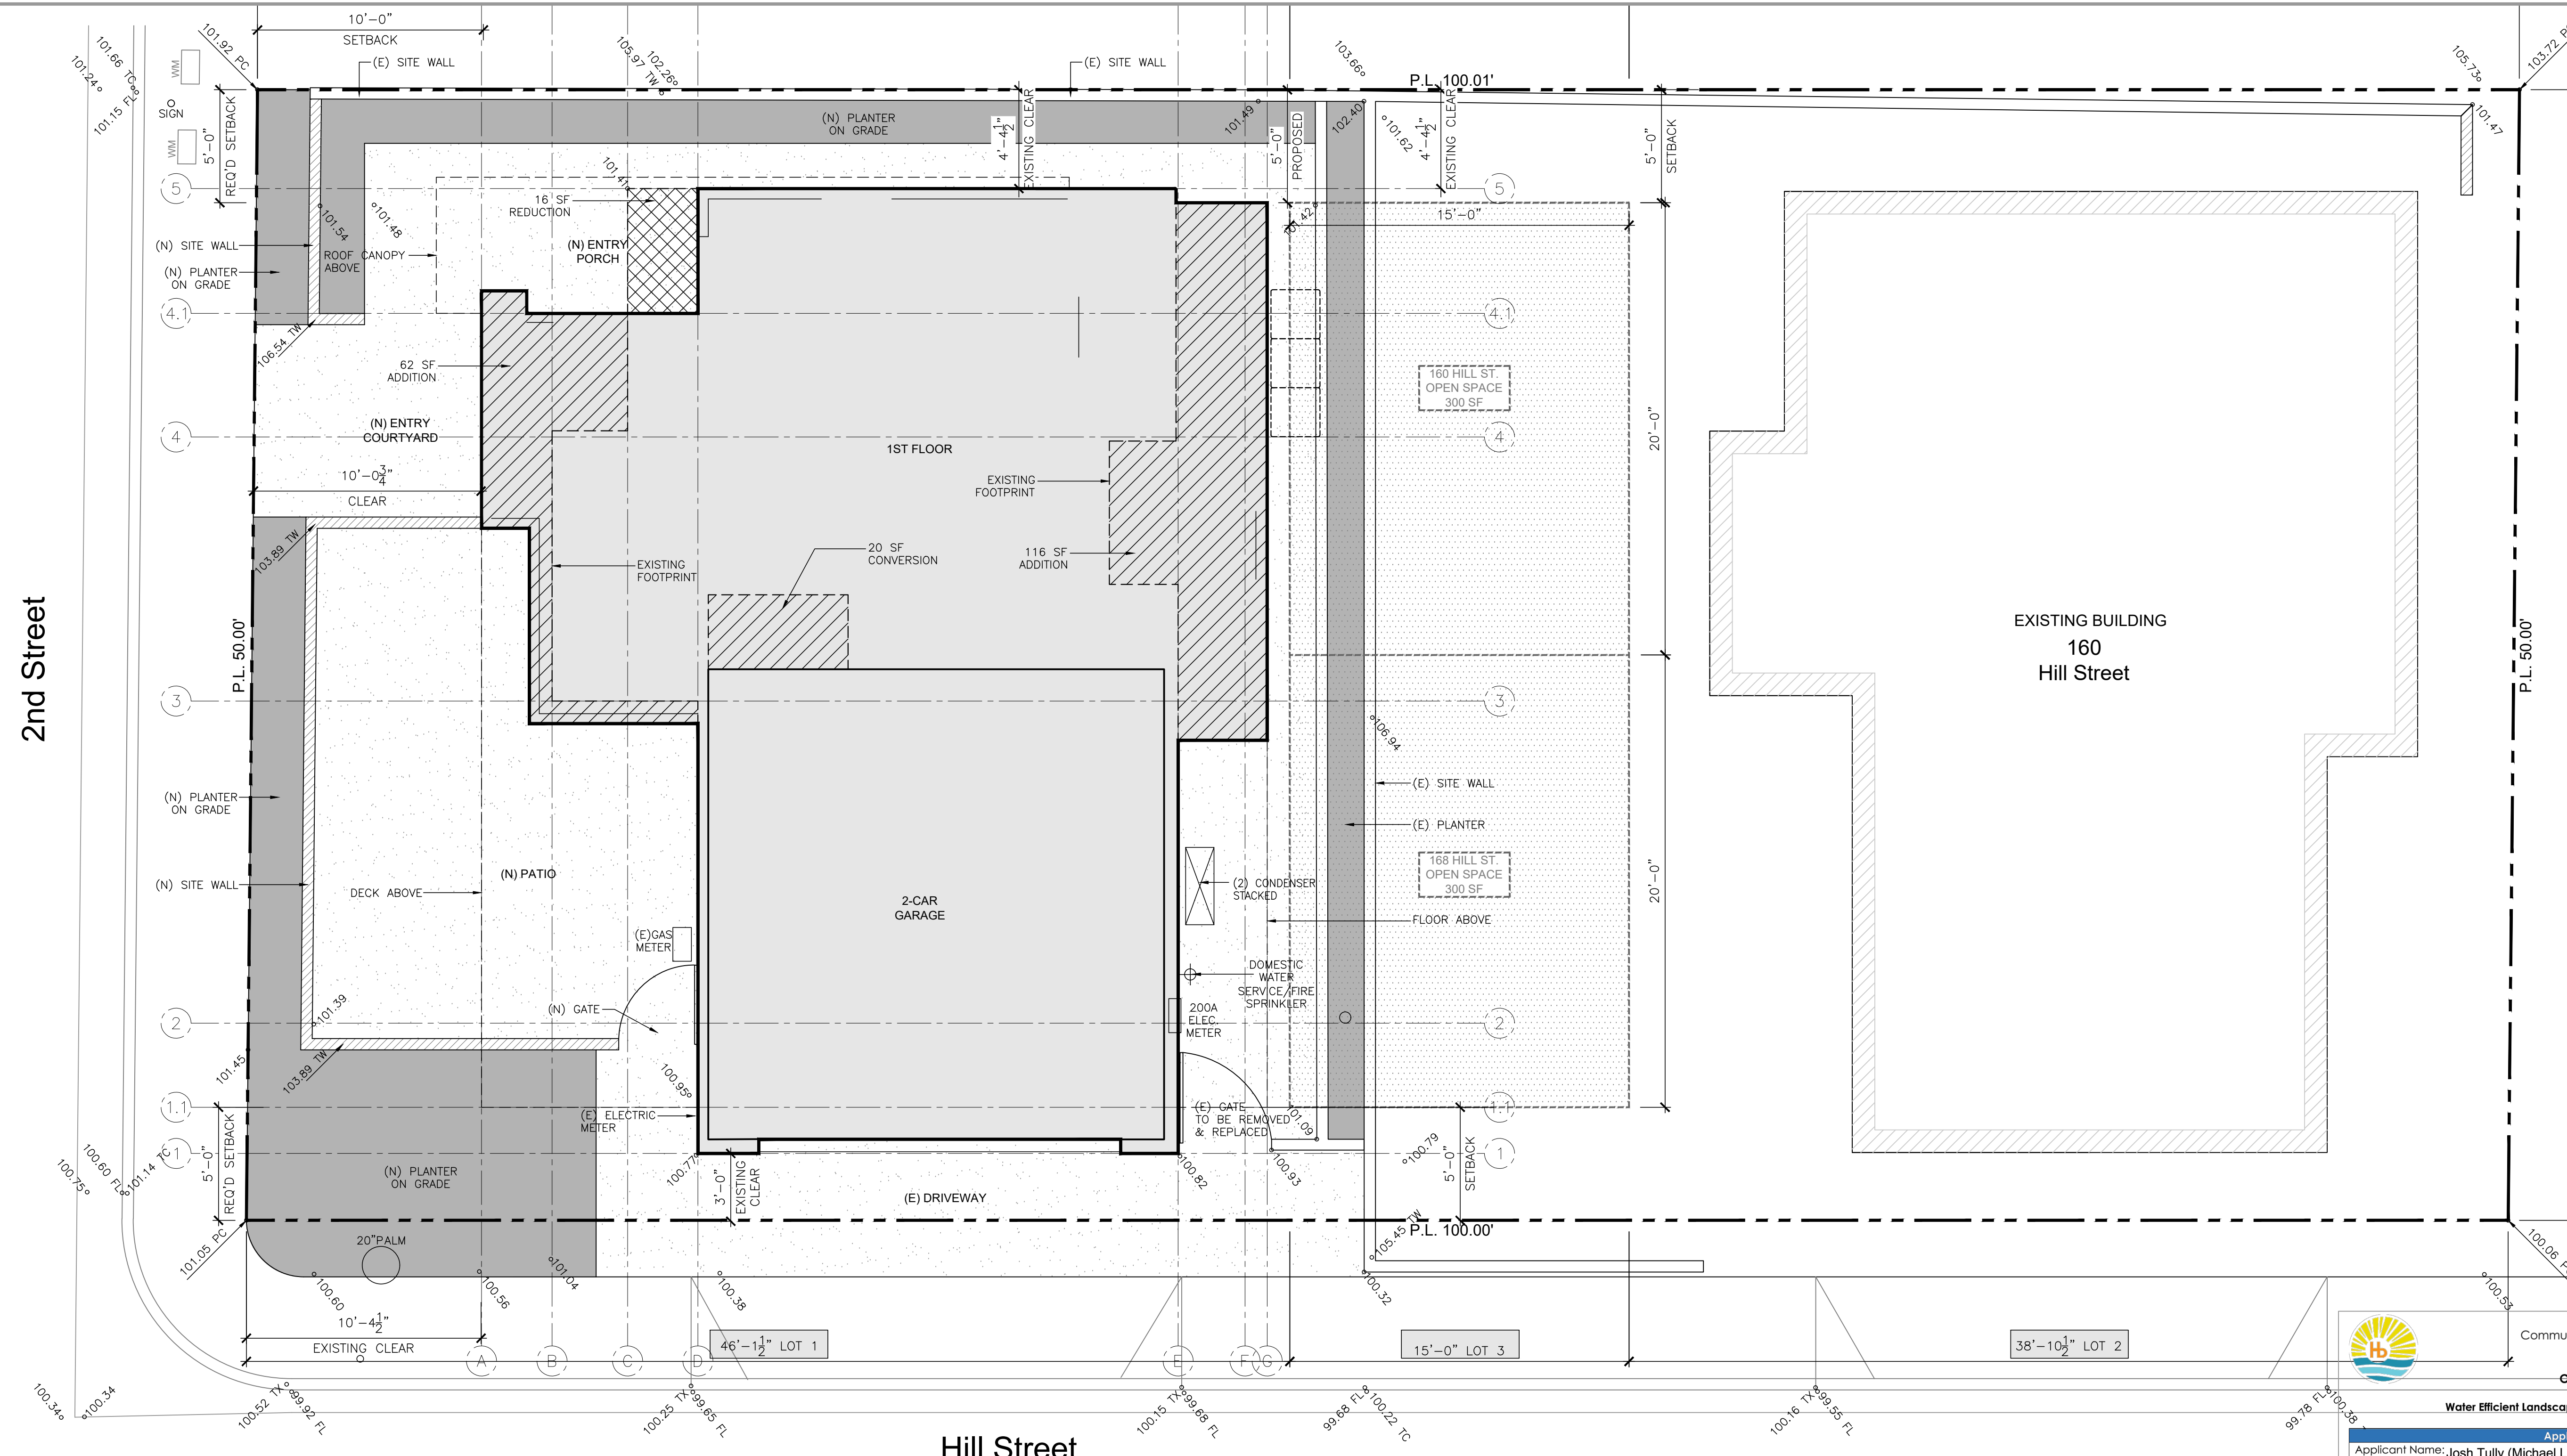 10'-0"
SETBACK
101.92 PC
101.66 TC
101.24
101.15 FL
WM
SIGN
WM
(E) SITE WALL
105.97 TW
102.26
(E) SITE WALL
103.66
P.L. 100.01'
105.73
103.72
101.47
5'-0"
REQ'D SETBACK
(N) PLANTER
ON GRADE
4'-4½"
EXISTING CLEAR
101.49
5'-0"
PROPOSED
102.40
101.62
4'-4½"
EXISTING CLEAR
5'-0"
SETBACK
5
5
101.41
16 SF
REDUCTION
101.54
101.48
101.42
15'-0"
(N) SITE WALL
ROOF CANOPY
ABOVE
(N) ENTRY
PORCH
(N) PLANTER
ON GRADE
4.1
4.1
106.54 TW
62 SF
ADDITION
160 HILL ST.
OPEN SPACE
300 SF
(N) ENTRY
COURTYARD
4
4
20'-0"
1ST FLOOR
10'-0¾"
CLEAR
EXISTING
FOOTPRINT
103.89 TW
20 SF
CONVERSION
116 SF
ADDITION
EXISTING
FOOTPRINT
2nd Street
P.L. 50.00'
EXISTING BUILDING
160
Hill Street
P.L. 50.00'
3
3
106.94
(E) SITE WALL
(N) PLANTER
ON GRADE
(E) PLANTER
(N) PATIO
(N) SITE WALL
DECK ABOVE
2-CAR
GARAGE
(2) CONDENSER
STACKED
168 HILL ST.
OPEN SPACE
300 SF
20'-0"
FLOOR ABOVE
(E)GAS
METER
DOMESTIC
WATER
SERVICE/FIRE
SPRINKLER
(N) GATE
101.39
200A
ELEC.
METER
2
2
101.45
103.89 TW
100.95
(E) ELECTRIC
METER
(E) GATE
TO BE REMOVED
& REPLACED
101.09
1.1
1.1
5'-0"
REQ'D SETBACK
100.60 FL
101.14 TC
100.75
1
1
(N) PLANTER
ON GRADE
100.77
3'-0"
EXISTING
CLEAR
100.82
100.93
100.79
5'-0"
SETBACK
(E) DRIVEWAY
101.05 PC
20"PALM
105.45 TW
P.L. 100.00'
100.06
100.60
100.56
101.04
100.38
100.32
100.53
10'-4½"
EXISTING CLEAR
A
B
C
D
E
F
G
46'-1½" LOT 1
15'-0" LOT 3
38'-10½" LOT 2
Hb
100.34
100.34
100.52 TX
99.92 FL
100.25 TX
99.65 FL
100.15 TX
99.68 FL
99.68 FL
100.22 TC
100.16 TX
99.55 FL
99.78 FL
100.38
Hill Street
Applicant Name: Josh Tully (Michael